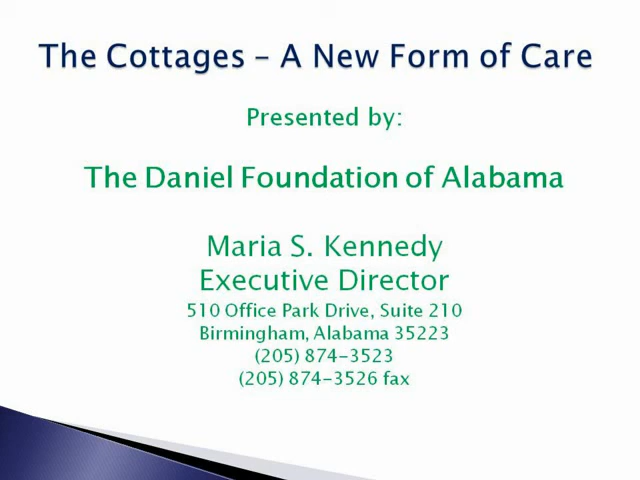 The Cottages – A New Form of Care
Presented by:
The Daniel Foundation of Alabama
Maria S. Kennedy
Executive Director
510 Office Park Drive, Suite 210
Birmingham, Alabama 35223
(205) 874-3523
(205) 874-3526 fax